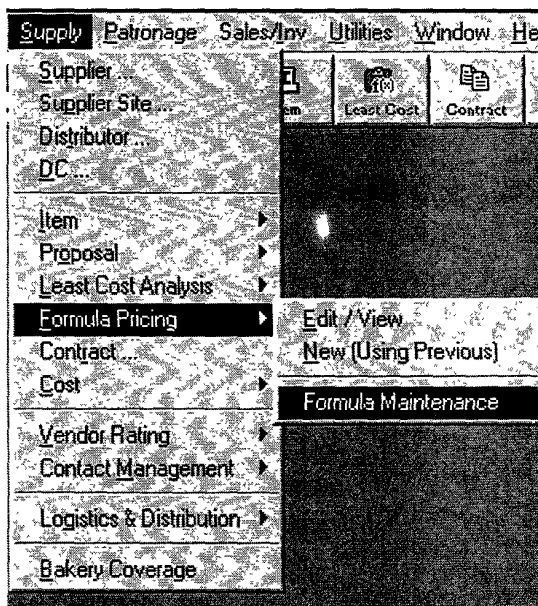 Supply Patronage Sales/Inv Utilities Window He
Supplier ...
Supplier Site ...
Distributor ...
DC ...
em Least Cost Contract
Item
Proposal
Least Cost Analysis
Formula Pricing
Contract ...
Cost
Vendor Rating
Contact Management
Logistics & Distribution
Bakery Coverage
Edit / View
New (Using Previous)
Formula Maintenance